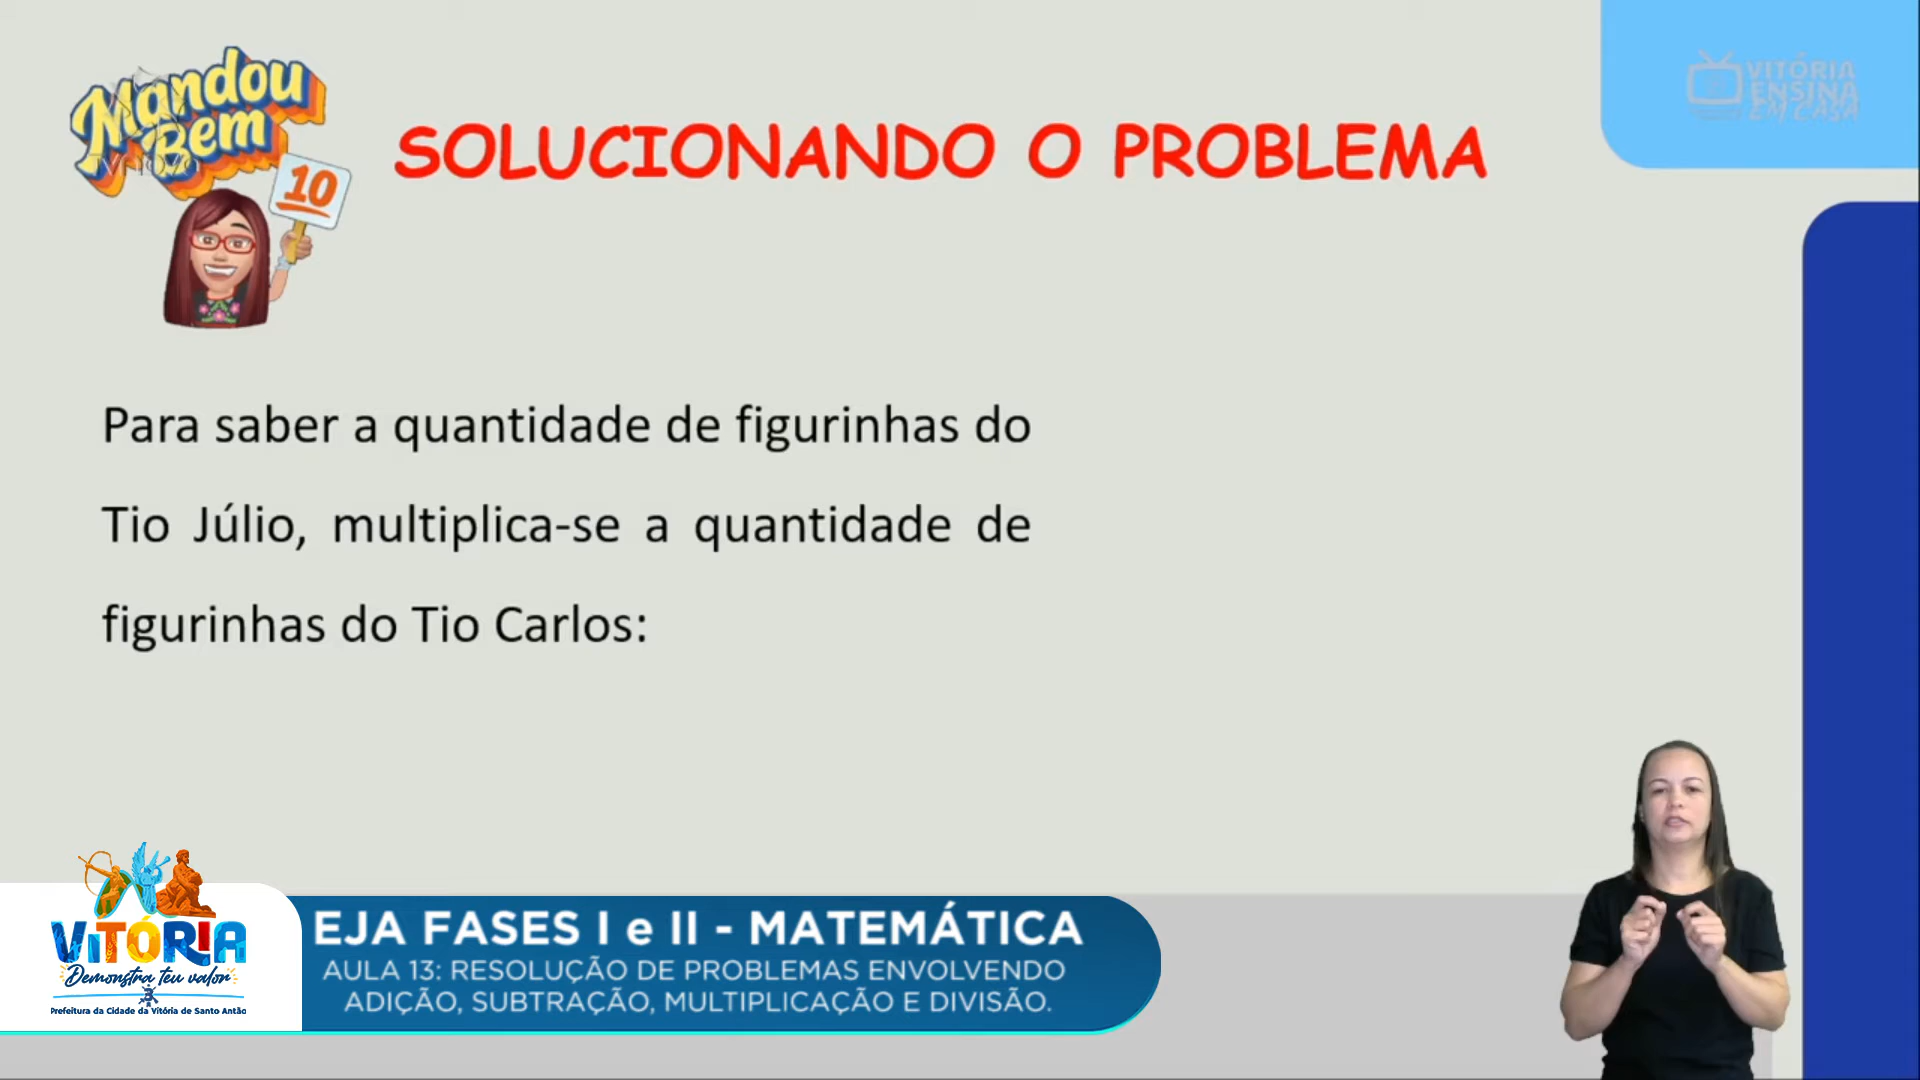 Mandou
Bem
10
SOLUCIONANDO O PROBLEMA
VITÓRIA
ENSINA
EM CASA
Para saber a quantidade de figurinhas do
Tio Júlio, multiplica-se a quantidade de
figurinhas do Tio Carlos:
VITÓRIA
Demonstra teu valor
Prefeitura da Cidade da Vitória de Santo Antão
EJA FASES I e II - MATEMÁTICA
AULA 13: RESOLUÇÃO DE PROBLEMAS ENVOLVENDO
ADIÇÃO, SUBTRAÇÃO, MULTIPLICAÇÃO E DIVISÃO.